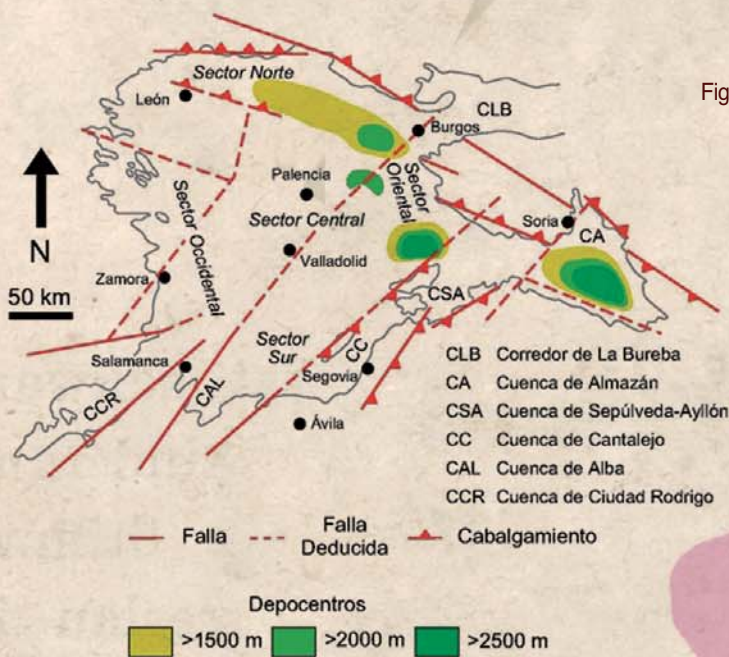 Sector Norte
León
CLB
Fig
Burgos
Palencia
Sector Oriental
Sector Occidental
Sector Central
Soria
CA
N
Valladolid
Zamora
50 km
CSA
Sector
Sur
CC
Salamanca
Segovia
CCR
CAL
Ávila
CLB Corredor de La Bureba
CA Cuenca de Almazán
CSA Cuenca de Sepúlveda-Ayllón
CC Cuenca de Cantalejo
CAL Cuenca de Alba
CCR Cuenca de Ciudad Rodrigo
Falla
Falla
Deducida
Cabalgamiento
Depocentros
>1500 m >2000 m >2500 m